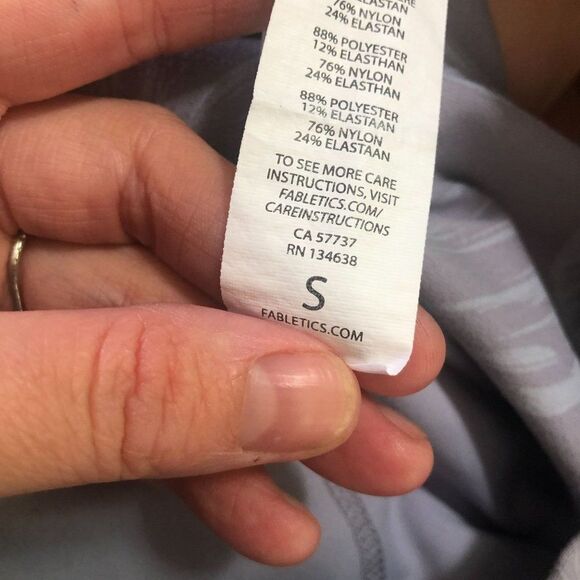 76% NYLON
24% ELASTAN
88% POLYESTER
12% ELASTHAN
76% NYLON
24% ELASTHAN
88% POLYESTER
12% ELASTAAN
76% NYLON
24% ELASTAAN
TO SEE MORE CARE
INSTRUCTIONS, VISIT
FABLETICS.COM/
CAREINSTRUCTIONS
CA 57737
RN 134638
S
FABLETICS.COM